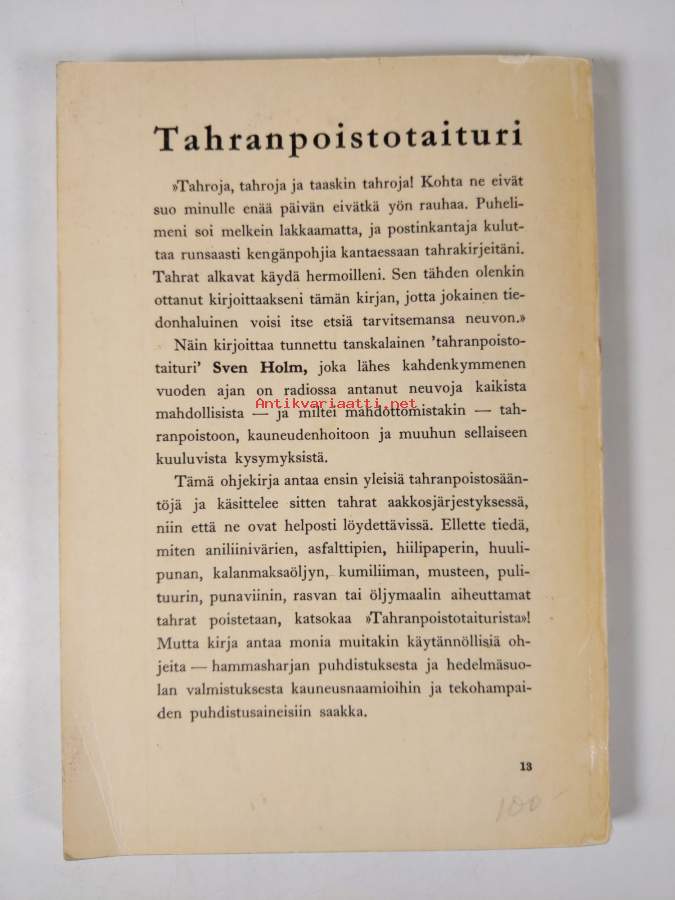 Tahranpoistotaituri
»Tahroja, tahroja ja taaskin tahroja! Kohta ne eivät
suo minulle enää päivän eivätkä yön rauhaa. Puheli-
meni soi melkein lakkaamatta, ja postinkantaja kulut-
taa runsaasti kengänpohjia kantaessaan tahrakirjeitäni.
Tahrat alkavat käydä hermoilleni. Sen tähden olenkin
ottanut kirjoittaakseni tämän kirjan, jotta jokainen tie-
donhaluinen voisi itse etsiä tarvitsemansa neuvon.»
Näin kirjoittaa tunnettu tanskalainen 'tahranpoisto-
taituri' Sven Holm, joka lähes kahdenkymmenen
vuoden ajan on radiossa antanut neuvoja kaikista
Antikvariaatti.net
mahdollisista — ja miltei mahdottomistakin — tah-
ranpoistoon, kauneudenhoitoon ja muuhun sellaiseen
kuuluvista kysymyksistä.
Tämä ohjekirja antaa ensin yleisiä tahranpoistosään-
töjä ja käsittelee sitten tahrat aakkosjärjestyksessä,
niin että ne ovat helposti löydettävissä. Ellette tiedä,
miten aniliinivärien, asfalttipien, hiilipaperin, huuli-
punan, kalanmaksaöljyn, kumiliiman, musteen, puli-
tuurin, punaviinin, rasvan tai öljymaalin aiheuttamat
tahrat poistetaan, katsokaa »Tahranpoistotaiturista»!
Mutta kirja antaa monia muitakin käytännöllisiä oh-
jeita — hammasharjan puhdistuksesta ja hedelmäsuo-
lan valmistuksesta kauneusnaamioihin ja tekohampai-
den puhdistusaineisiin saakka.
13
100-